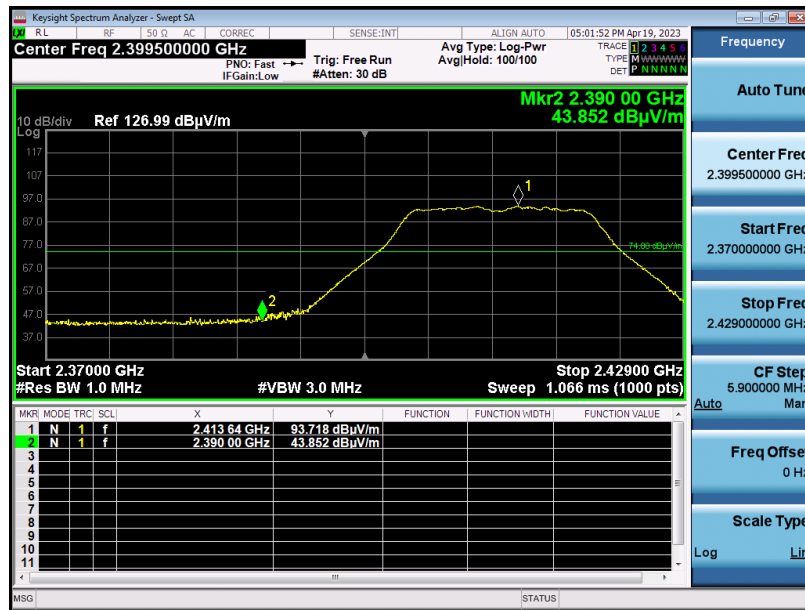 Keysight Spectrum Analyzer - Swept SA
RL RF 50 Ω AC CORREC SENSE:INT ALIGN AUTO 05:01:52 PM Apr 19, 2023
Center Freq 2.399500000 GHz
PNO: Fast
IFGain:Low
Trig: Free Run
#Atten: 30 dB
Avg Type: Log-Pwr
Avg|Hold: 100/100
TRACE 1 2 3 4 5 6
TYPE M WWWWW
DET P N N N N N
Mkr2 2.390 00 GHz
43.852 dBµV/m
10 dB/div Ref 126.99 dBµV/m
Log
117
107
97.0
87.0
77.0
67.0
57.0
47.0
37.0
1
2
74.00 dBµV/m
Start 2.37000 GHz Stop 2.42900 GHz
#Res BW 1.0 MHz #VBW 3.0 MHz Sweep 1.066 ms (1000 pts)
MKR MODE TRC SCL X Y FUNCTION FUNCTION WIDTH FUNCTION VALUE
1 N 1 f 2.413 64 GHz 93.718 dBµV/m
2 N 1 f 2.390 00 GHz 43.852 dBµV/m
3
4
5
6
7
8
9
10
11
MSG STATUS
Frequency
Auto Tune
Center Freq
2.399500000 GHz
Start Freq
2.370000000 GHz
Stop Freq
2.429000000 GHz
CF Step
5.900000 MHz
Auto Man
Freq Offset
0 Hz
Scale Type
Log Lin